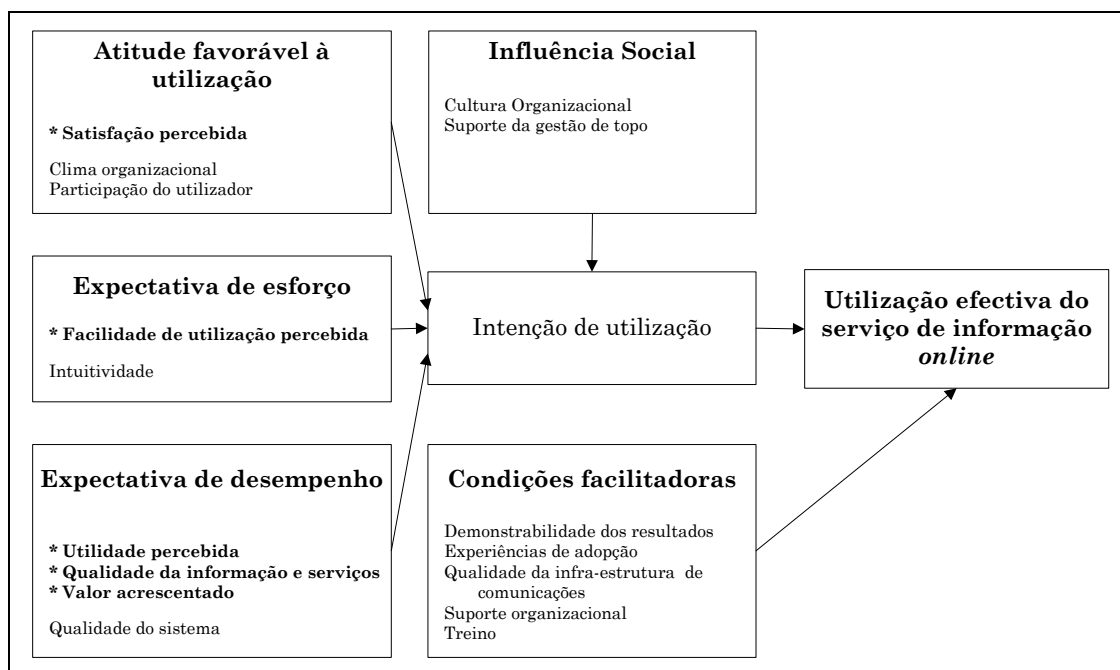 Atitude favorável à
utilização
* Satisfação percebida
Clima organizacional
Participação do utilizador
Influência Social
Cultura Organizacional
Suporte da gestão de topo
Expectativa de esforço
* Facilidade de utilização percebida
Intuitividade
Intenção de utilização
Utilização efectiva do
serviço de informação
online
Expectativa de desempenho
* Utilidade percebida
* Qualidade da informação e serviços
* Valor acrescentado
Qualidade do sistema
Condições facilitadoras
Demonstrabilidade dos resultados
Experiências de adopção
Qualidade da infra-estrutura de
comunicações
Suporte organizacional
Treino